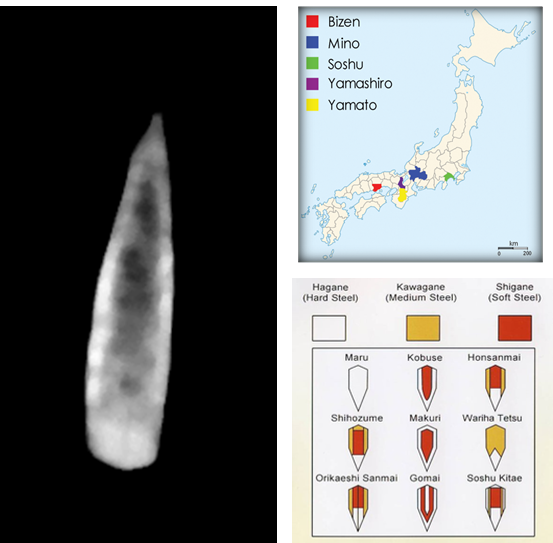 Bizen
Mino
Soshu
Yamashiro
Yamato
km
0 200
Hagane
(Hard Steel)
Kawagane
(Medium Steel)
Shigane
(Soft Steel)
Maru Kobuse Honsanmai
Shihozume Makuri Wariha Tetsu
Orikaeshi Sanmai Gomai Soshu Kitae